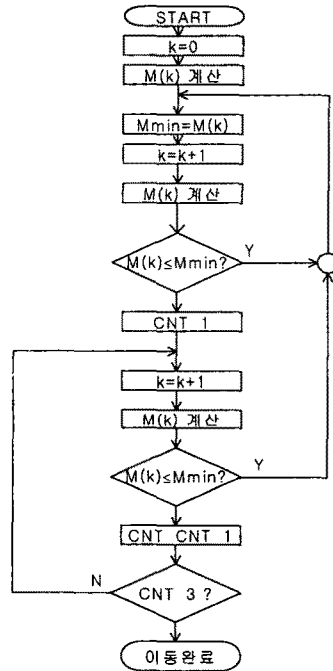 START
k=0
M(k) 계산
Mmin=M(k)
k=k+1
M(k) 계산
M(k)≤Mmin?
Y
CNT 1
k=k+1
M(k) 계산
M(k)≤Mmin?
Y
CNT CNT 1
N
CNT 3 ?
이동완료